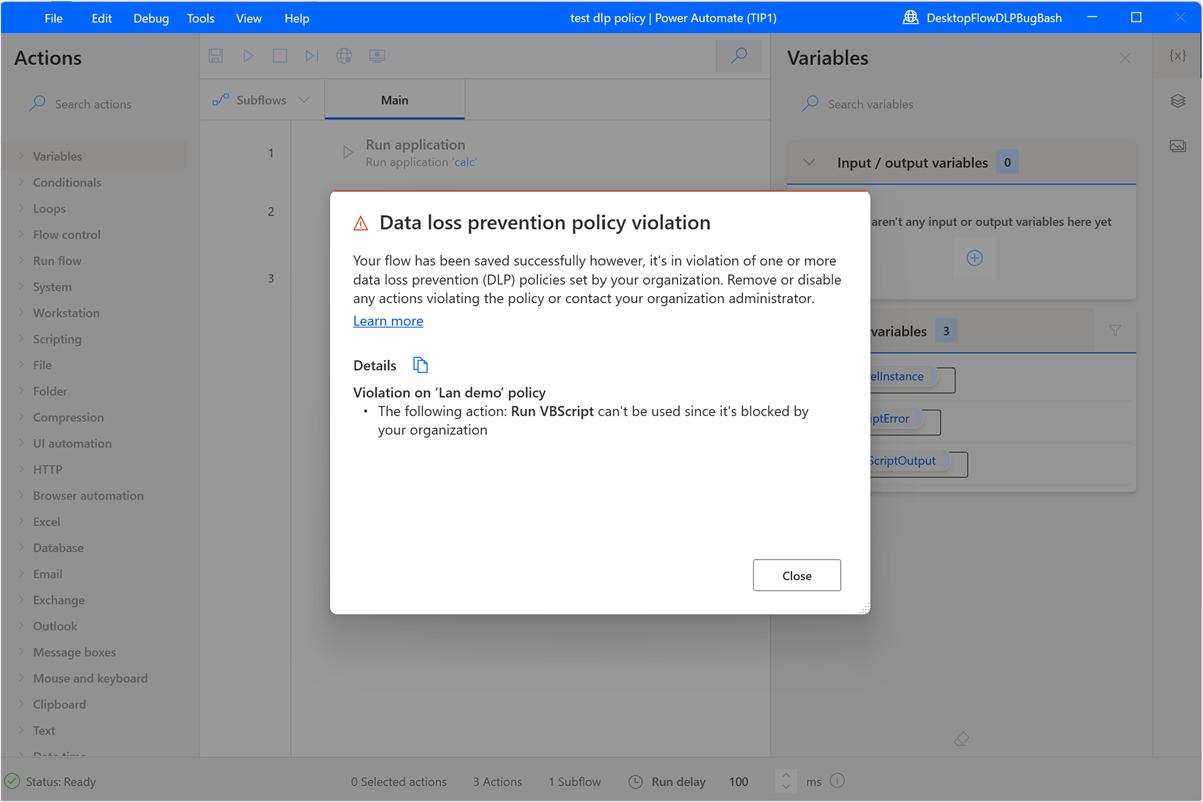 File Edit Debug Tools View Help
test dlp policy | Power Automate (TIP1)
DesktopFlowDLPBugBash
Actions
Search actions
Variables
Conditionals
Loops
Flow control
Run flow
System
Workstation
Scripting
File
Folder
Compression
UI automation
HTTP
Browser automation
Excel
Database
Email
Exchange
Outlook
Message boxes
Mouse and keyboard
Clipboard
Text
Subflows
Main
1
Run application
Run application 'calc'
2
3
Data loss prevention policy violation
Your flow has been saved successfully however, it's in violation of one or more
data loss prevention (DLP) policies set by your organization. Remove or disable
any actions violating the policy or contact your organization administrator.
Learn more
Details
Violation on ‘Lan demo’ policy
• The following action: Run VBScript can't be used since it's blocked by
your organization
Close
Variables
{x}
Search variables
Input / output variables 0
aren't any input or output variables here yet
variables 3
elInstance
iptError
ScriptOutput
Status: Ready
0 Selected actions
3 Actions
1 Subflow
Run delay
100
ms